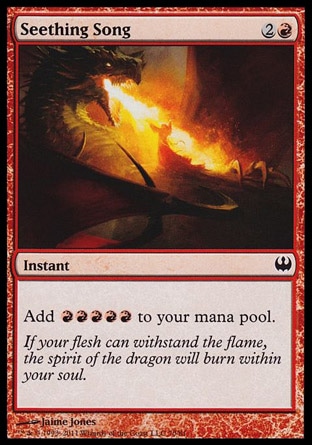 Seething Song 2
Instant
Add to your mana pool.
If your flesh can withstand the flame,
the spirit of the dragon will burn within
your soul.
Jaime Jones